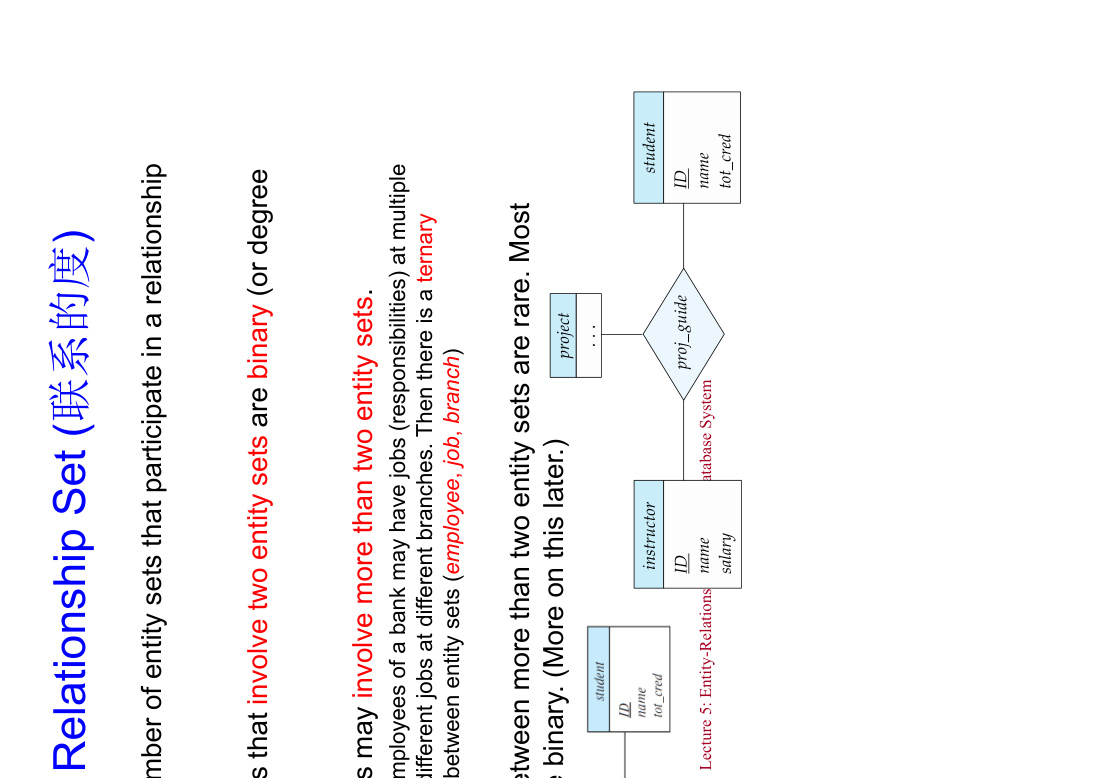 Relationship Set (联系的度)
mber of entity sets that participate in a relationship
s that involve two entity sets are binary (or degree
s may involve more than two entity sets.
mployees of a bank may have jobs (responsibilities) at multiple
different jobs at different branches. Then there is a ternary
between entity sets (employee, job, branch)
etween more than two entity sets are rare. Most
e binary. (More on this later.)
project
. . .
student
ID
name
tot_cred
instructor
ID
name
salary
proj_guide
student
ID
name
tot_cred
Lecture 5: Entity-Relations atabase System